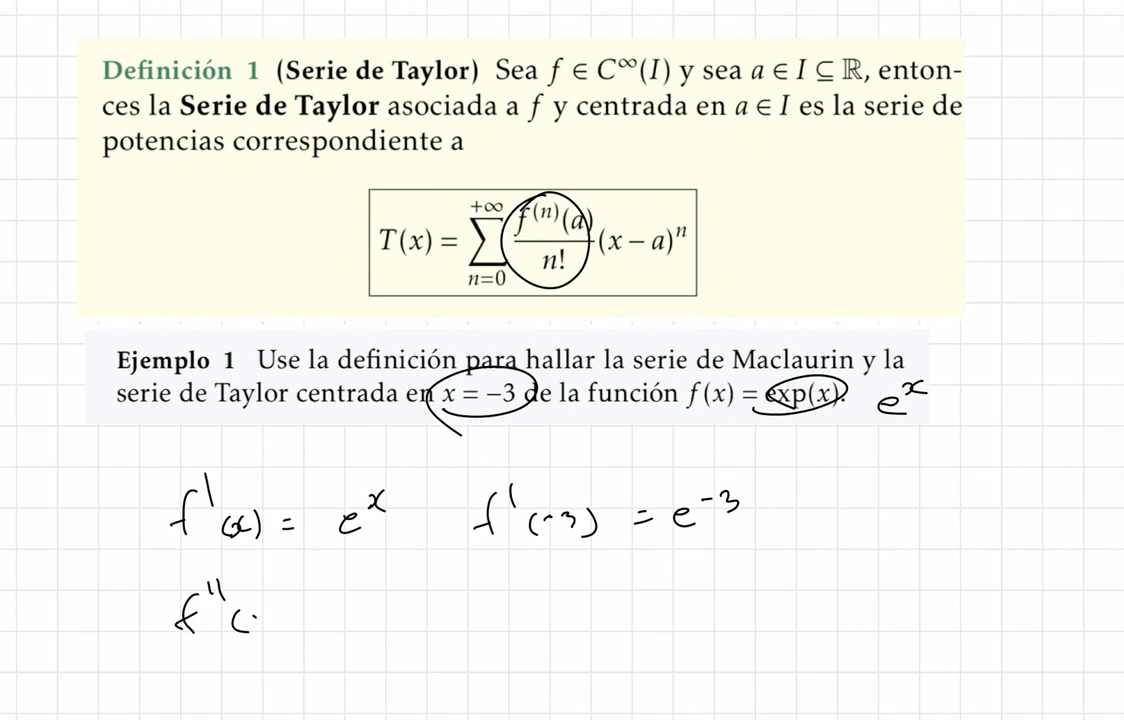 Definición 1 (Serie de Taylor) Sea f ∈ C^∞(I) y sea a ∈ I ⊆ ℝ, enton-
ces la Serie de Taylor asociada a f y centrada en a ∈ I es la serie de
potencias correspondiente a
T(x) = ∑_{n=0}^{+∞} f^{(n)}(a)/n! (x − a)^n
Ejemplo 1 Use la definición para hallar la serie de Maclaurin y la
serie de Taylor centrada en x = −3 de la función f(x) = exp(x). e^x
f'(x) = e^x f'(-3) = e^{-3}
f''(